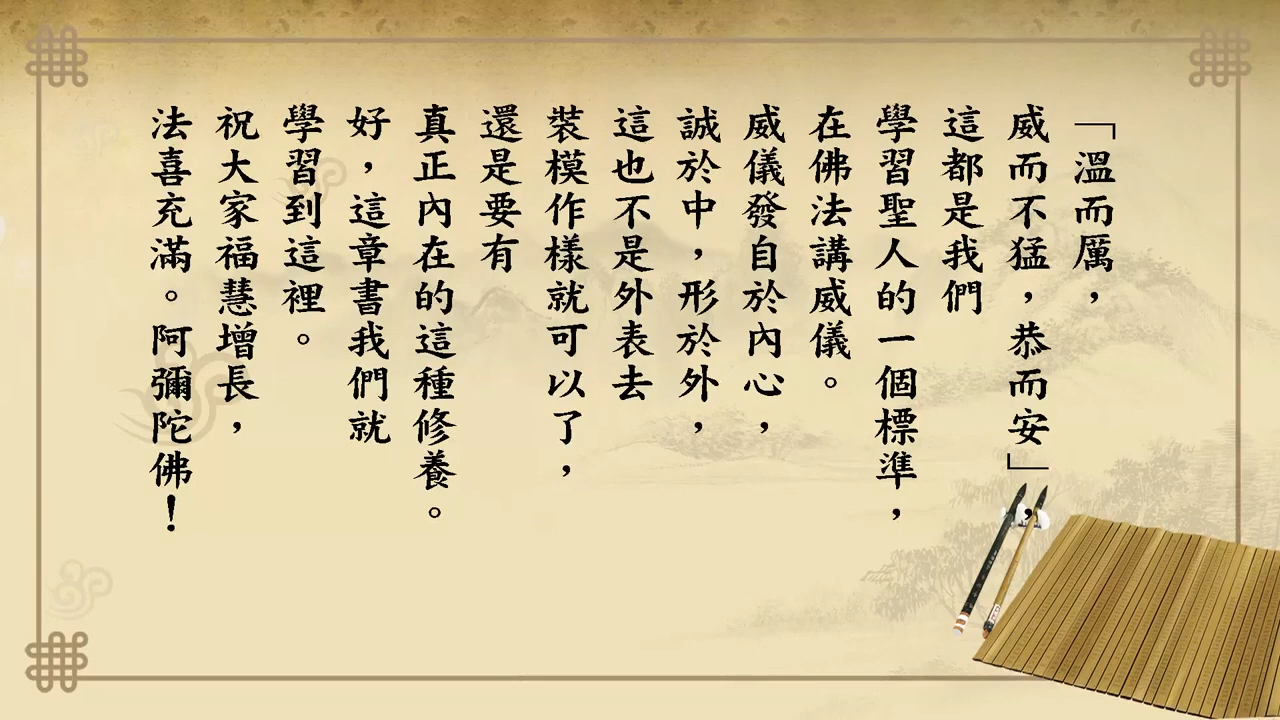 「溫而厲，
威而不猛，恭而安」，
這都是我們
學習聖人的一個標準，
在佛法講威儀。
威儀發自於內心，
誠於中，形於外，
這也不是外表去
裝模作樣就可以了，
還是要有
真正內在的這種修養。
好，這章書我們就
學習到這裡。
祝大家福慧增長，
法喜充滿。阿彌陀佛！